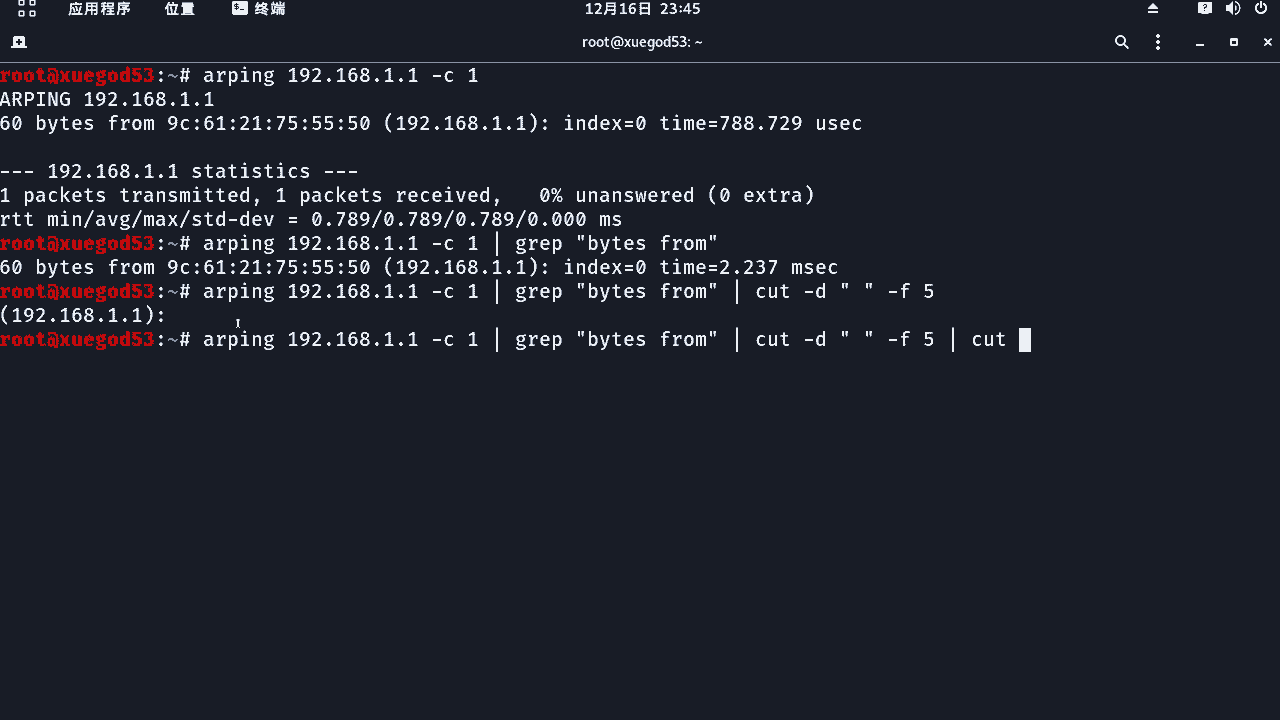 应用程序 位置 终端 12月16日 23:45
root@xuegod53: ~
root@xuegod53:~# arping 192.168.1.1 -c 1
ARPING 192.168.1.1
60 bytes from 9c:61:21:75:55:50 (192.168.1.1): index=0 time=788.729 usec
--- 192.168.1.1 statistics ---
1 packets transmitted, 1 packets received,   0% unanswered (0 extra)
rtt min/avg/max/std-dev = 0.789/0.789/0.789/0.000 ms
root@xuegod53:~# arping 192.168.1.1 -c 1 | grep "bytes from"
60 bytes from 9c:61:21:75:55:50 (192.168.1.1): index=0 time=2.237 msec
root@xuegod53:~# arping 192.168.1.1 -c 1 | grep "bytes from" | cut -d " " -f 5
(192.168.1.1):
root@xuegod53:~# arping 192.168.1.1 -c 1 | grep "bytes from" | cut -d " " -f 5 | cut